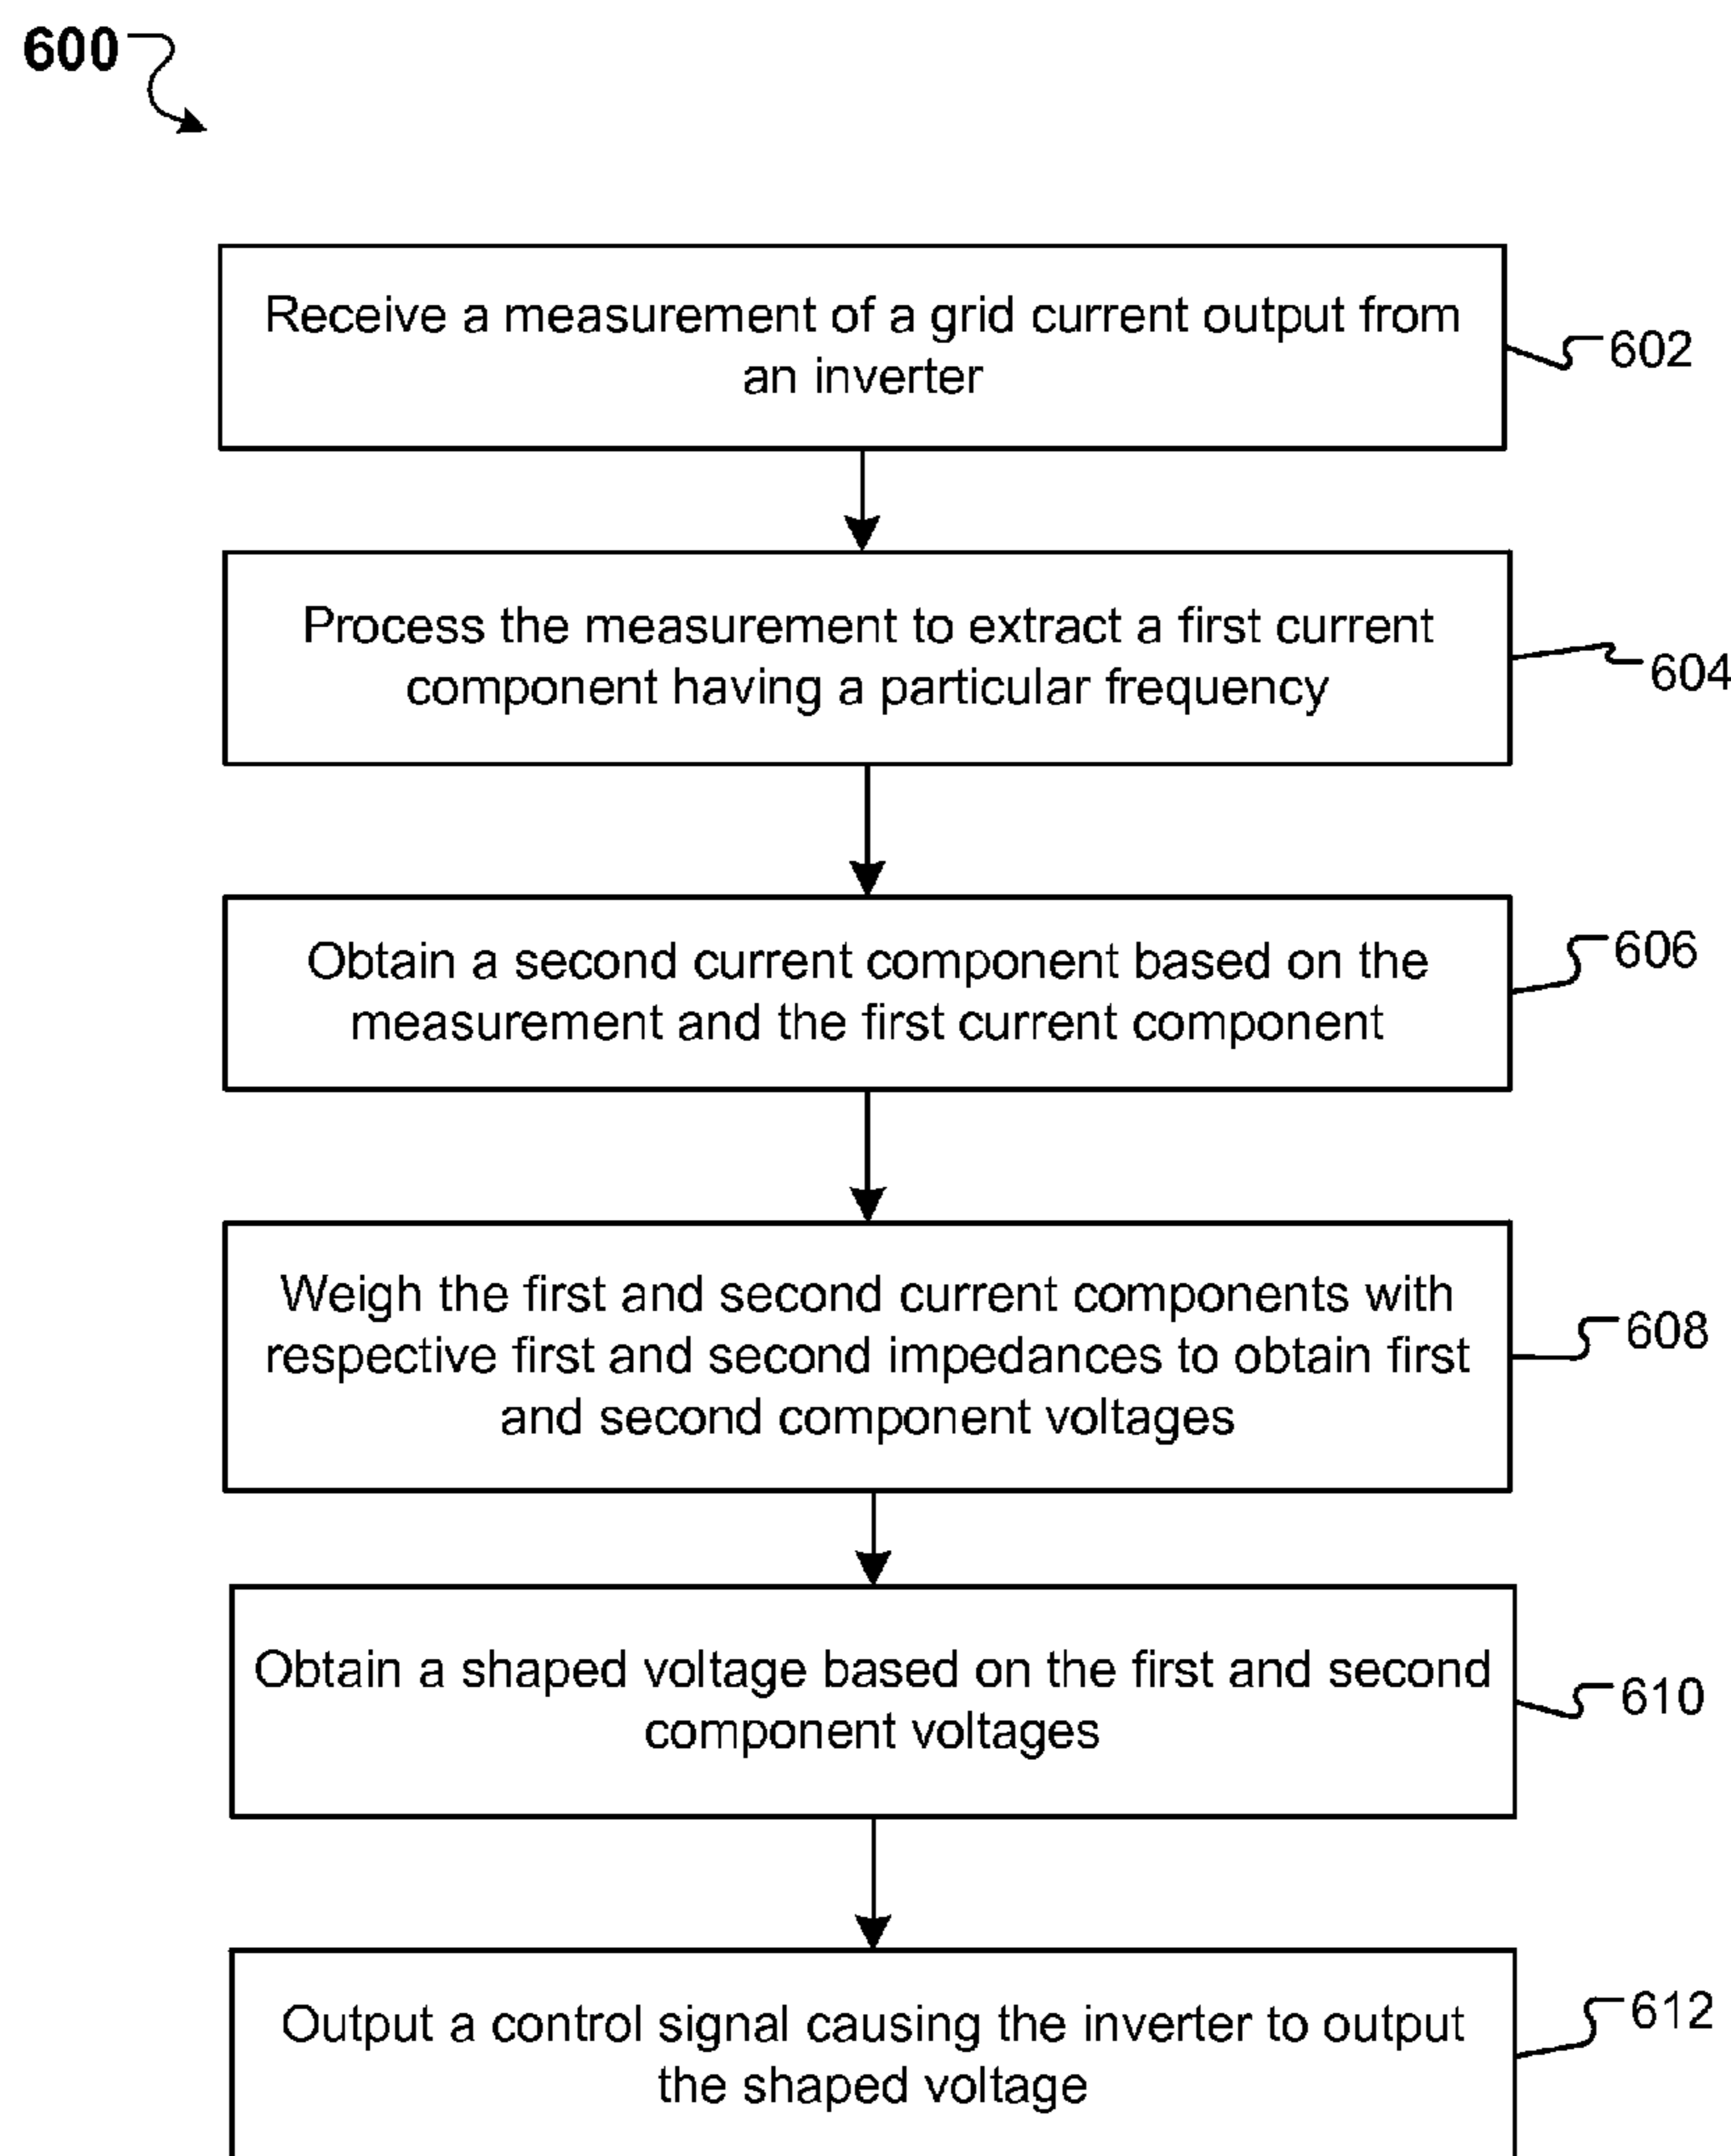 600
Receive a measurement of a grid current output from
an inverter
602
Process the measurement to extract a first current
component having a particular frequency
604
Obtain a second current component based on the
measurement and the first current component
606
Weigh the first and second current components with
respective first and second impedances to obtain first
and second component voltages
608
Obtain a shaped voltage based on the first and second
component voltages
610
Output a control signal causing the inverter to output
the shaped voltage
612